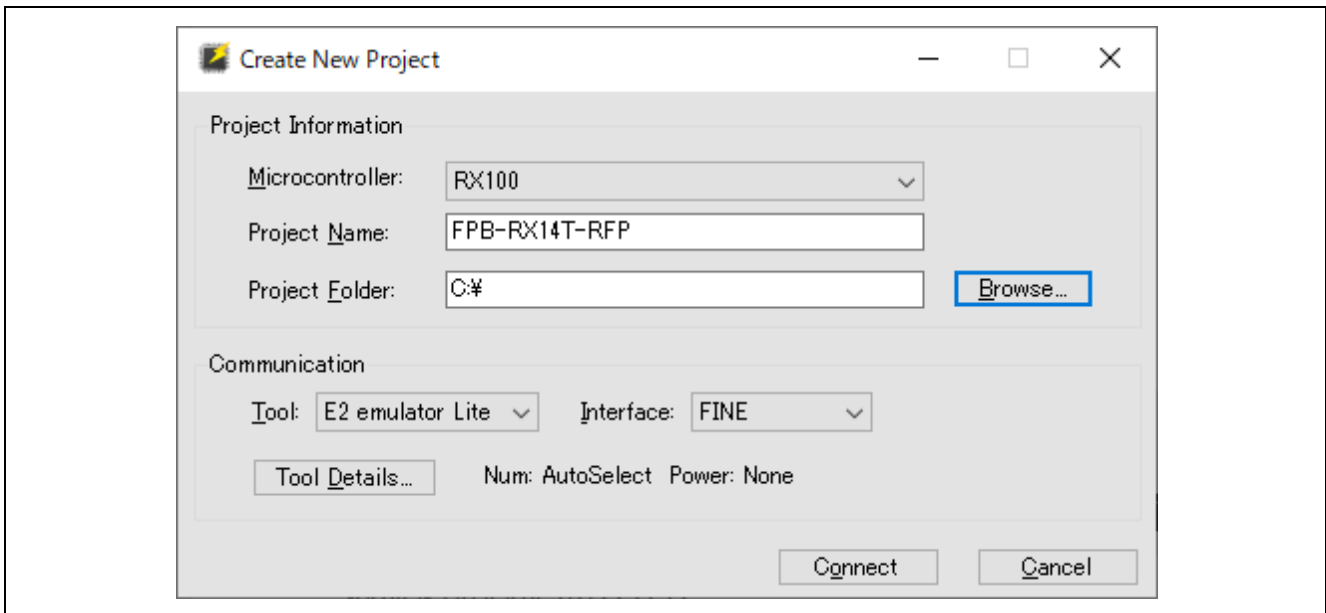 Create New Project
Project Information
Microcontroller: RX100
Project Name: FPB-RX14T-RFP
Project Folder: C:¥ Browse...
Communication
Tool: E2 emulator Lite Interface: FINE
Tool Details... Num: AutoSelect Power: None
Connect Cancel